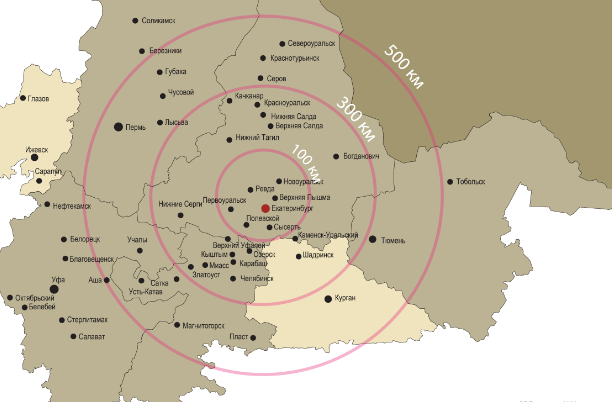 Соликамск
Североуральск
Березники
500 км
Краснотурьинск
Губаха
Серов
Чусовой
Качканар
Глазов
Красноуральск
300 км
Нижняя Салда
Лысьва
Пермь
Верхняя Салда
Нижний Тагил
Ижевск
100 км
Богданович
Сарапул
Новоуральск
Тобольск
Ревда
Верхняя Пышма
Первоуральск
Нижние Серги
Нефтекамск
Екатеринбург
Полевской
Сысерть
Каменск-Уральский
Белорецк
Учалы
Тюмень
Верхний Уфалей
Кыштым
Озерск
Шадринск
Благовещенск
Миасс
Карабаш
Златоуст
Аша
Сатка
Челябинск
Уфа
Усть-Катав
Октябрьский
Курган
Белебей
Стерлитамак
Магнитогорск
Салават
Пласт